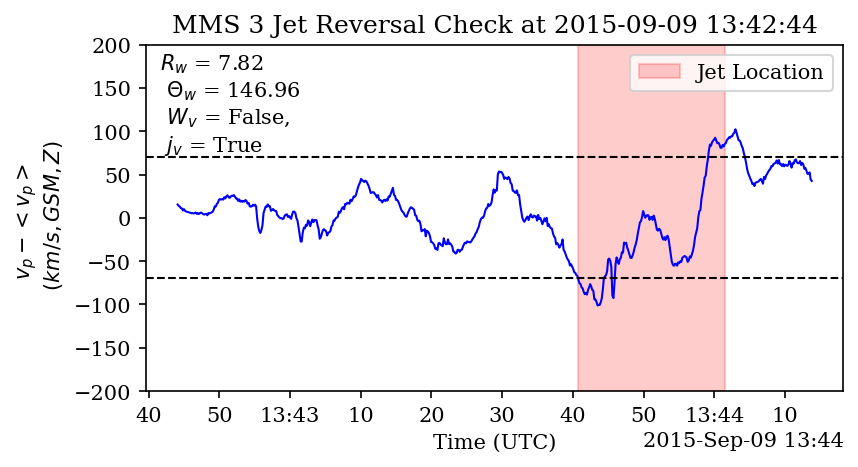 MMS 3 Jet Reversal Check at 2015-09-09 13:42:44
R_w = 7.82
Θ_w = 146.96
W_v = False,
j_v = True
Jet Location
200
150
100
50
0
−50
−100
−150
−200
v_p − < v_p >
(km/s, GSM, Z)
40 50 13:43 10 20 30 40 50 13:44 10
Time (UTC)
2015-Sep-09 13:44